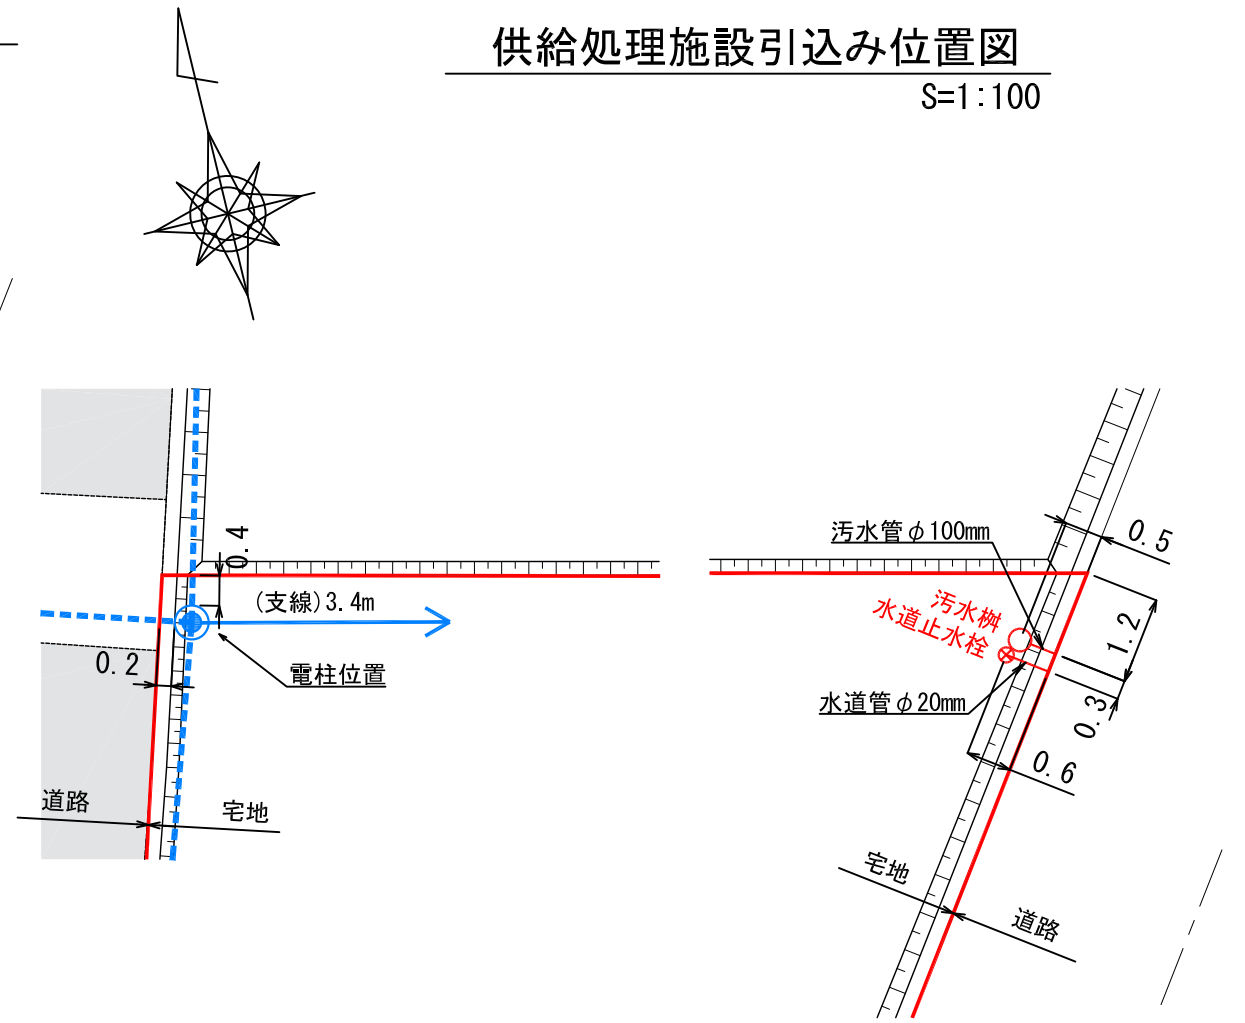 供給処理施設引込み位置図
S=1:100
0.4
(支線)3.4m
電柱位置
0.2
道路
宅地
汚水管φ100mm
0.5
汚水桝
水道止水栓
1.2
水道管φ20mm
0.3
0.6
宅地
道路